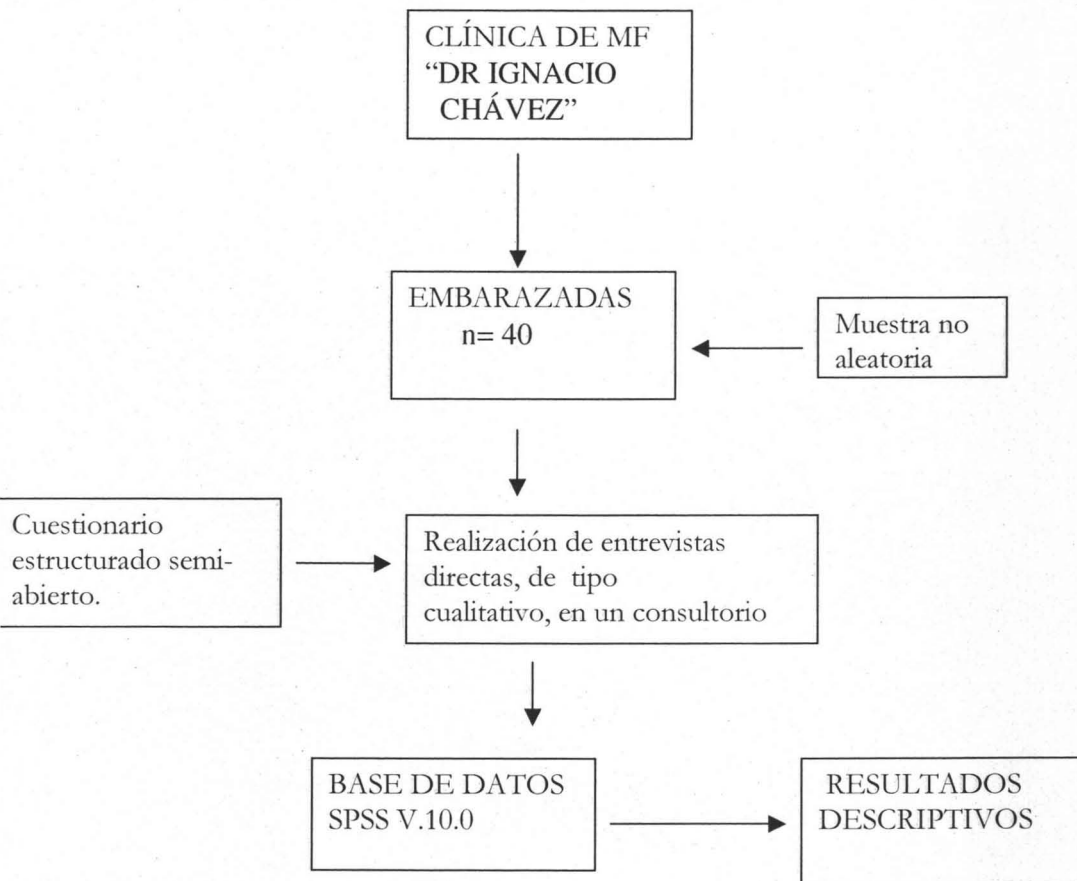 CLÍNICA DE MF
“DR IGNACIO
CHÁVEZ”
EMBARAZADAS
n= 40
Muestra no
aleatoria
Cuestionario
estructurado semi-
abierto.
Realización de entrevistas
directas, de tipo
cualitativo, en un consultorio
BASE DE DATOS
SPSS V.10.0
RESULTADOS
DESCRIPTIVOS